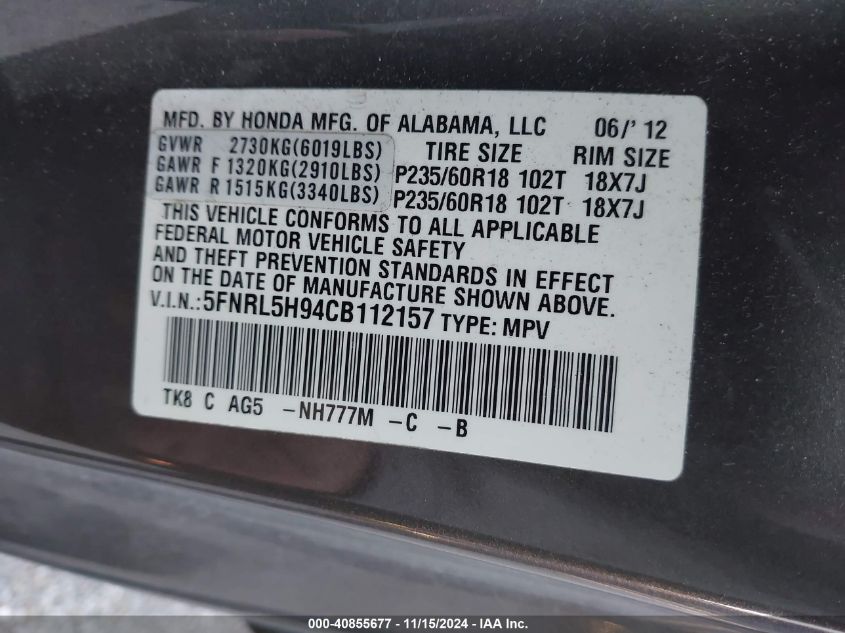 MFD. BY HONDA MFG. OF ALABAMA, LLC 06/' 12
GVWR 2730KG(6019LBS) TIRE SIZE RIM SIZE
GAWR F 1320KG(2910LBS) P235/60R18 102T 18X7J
GAWR R 1515KG(3340LBS) P235/60R18 102T 18X7J
THIS VEHICLE CONFORMS TO ALL APPLICABLE
FEDERAL MOTOR VEHICLE SAFETY
AND THEFT PREVENTION STANDARDS IN EFFECT
ON THE DATE OF MANUFACTURE SHOWN ABOVE.
V.I.N.: 5FNRL5H94CB112157 TYPE: MPV
TK8 C AG5 -NH777M -C -B
000-40855677 - 11/15/2024 - IAA Inc.